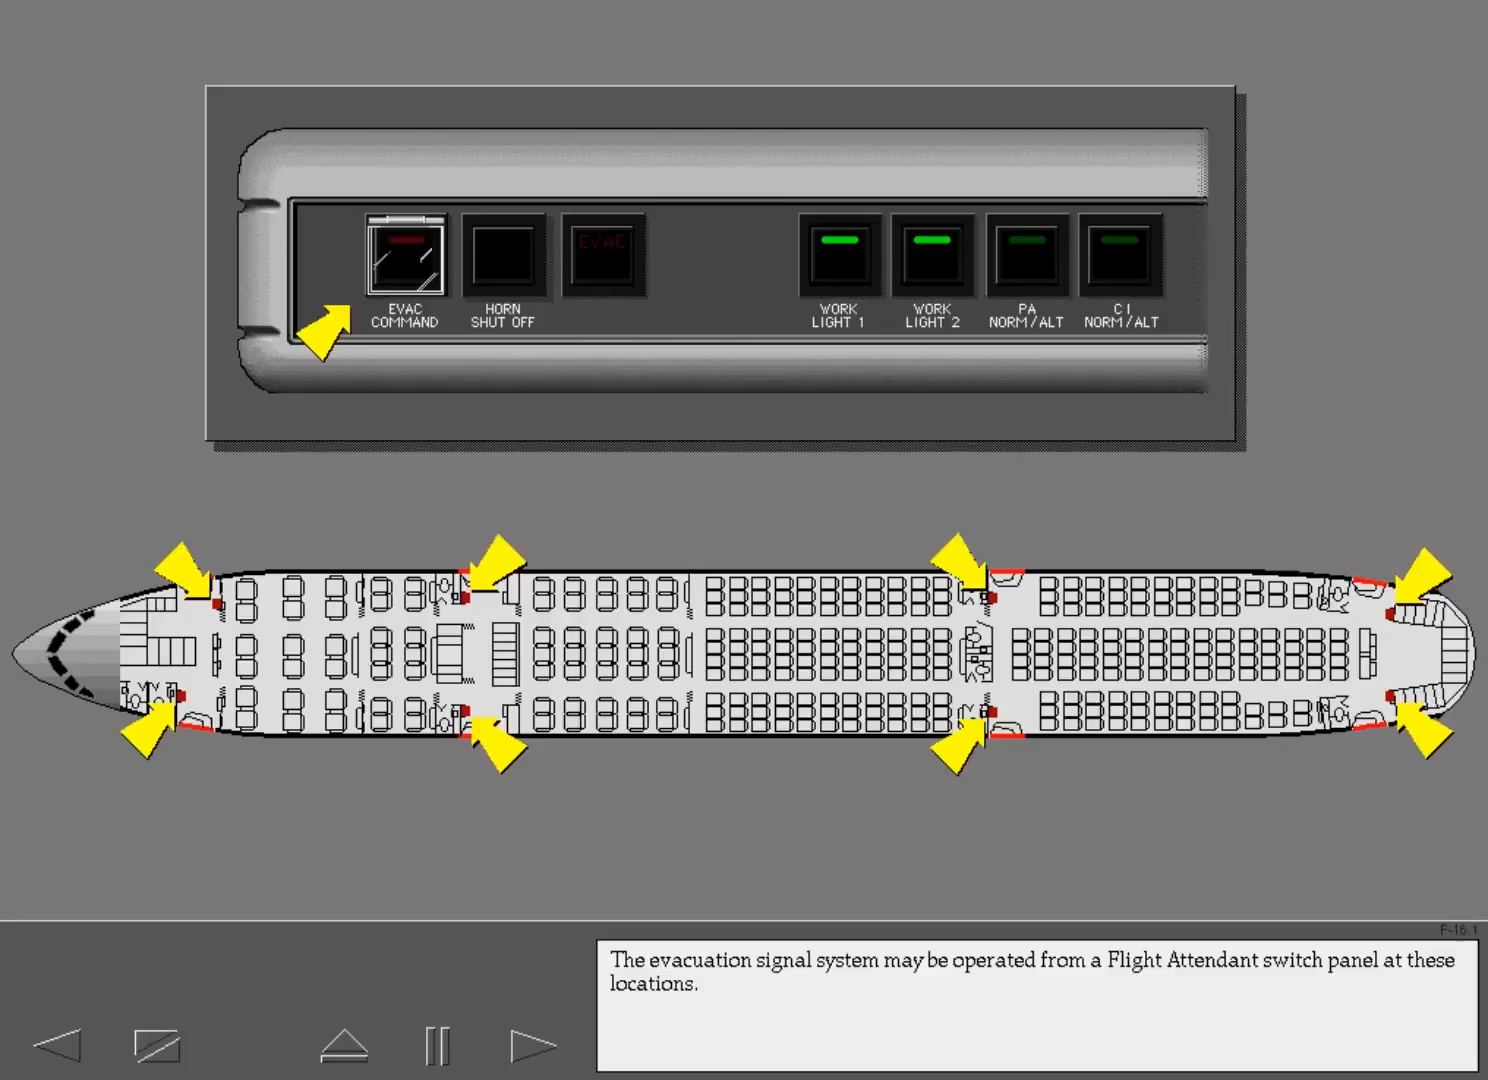 EVAC
EVAC
COMMAND
HORN
SHUT OFF
WORK
LIGHT 1
WORK
LIGHT 2
PA
NORM/ALT
CI
NORM/ALT
F-16.1
The evacuation signal system may be operated from a Flight Attendant switch panel at these
locations.